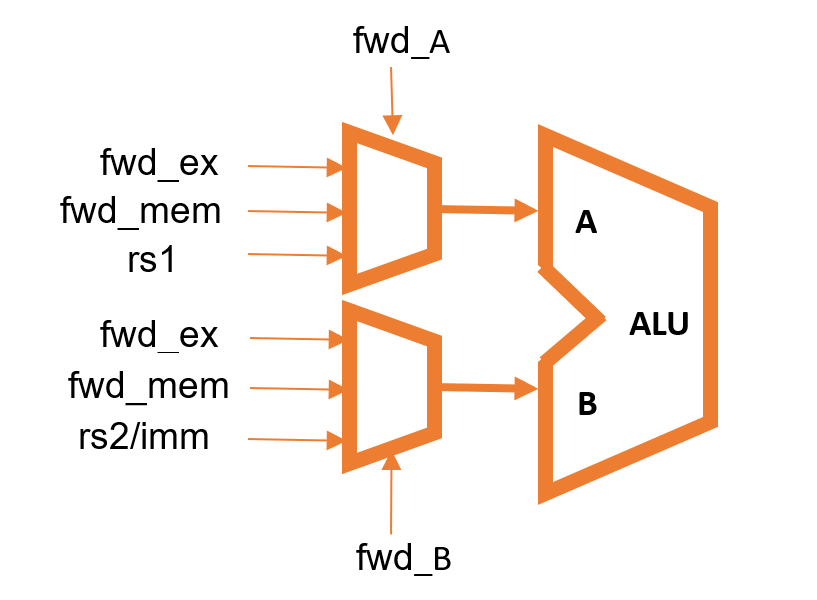 fwd_A
fwd_ex
fwd_mem
rs1
fwd_ex
fwd_mem
rs2/imm
fwd_B
A
ALU
B